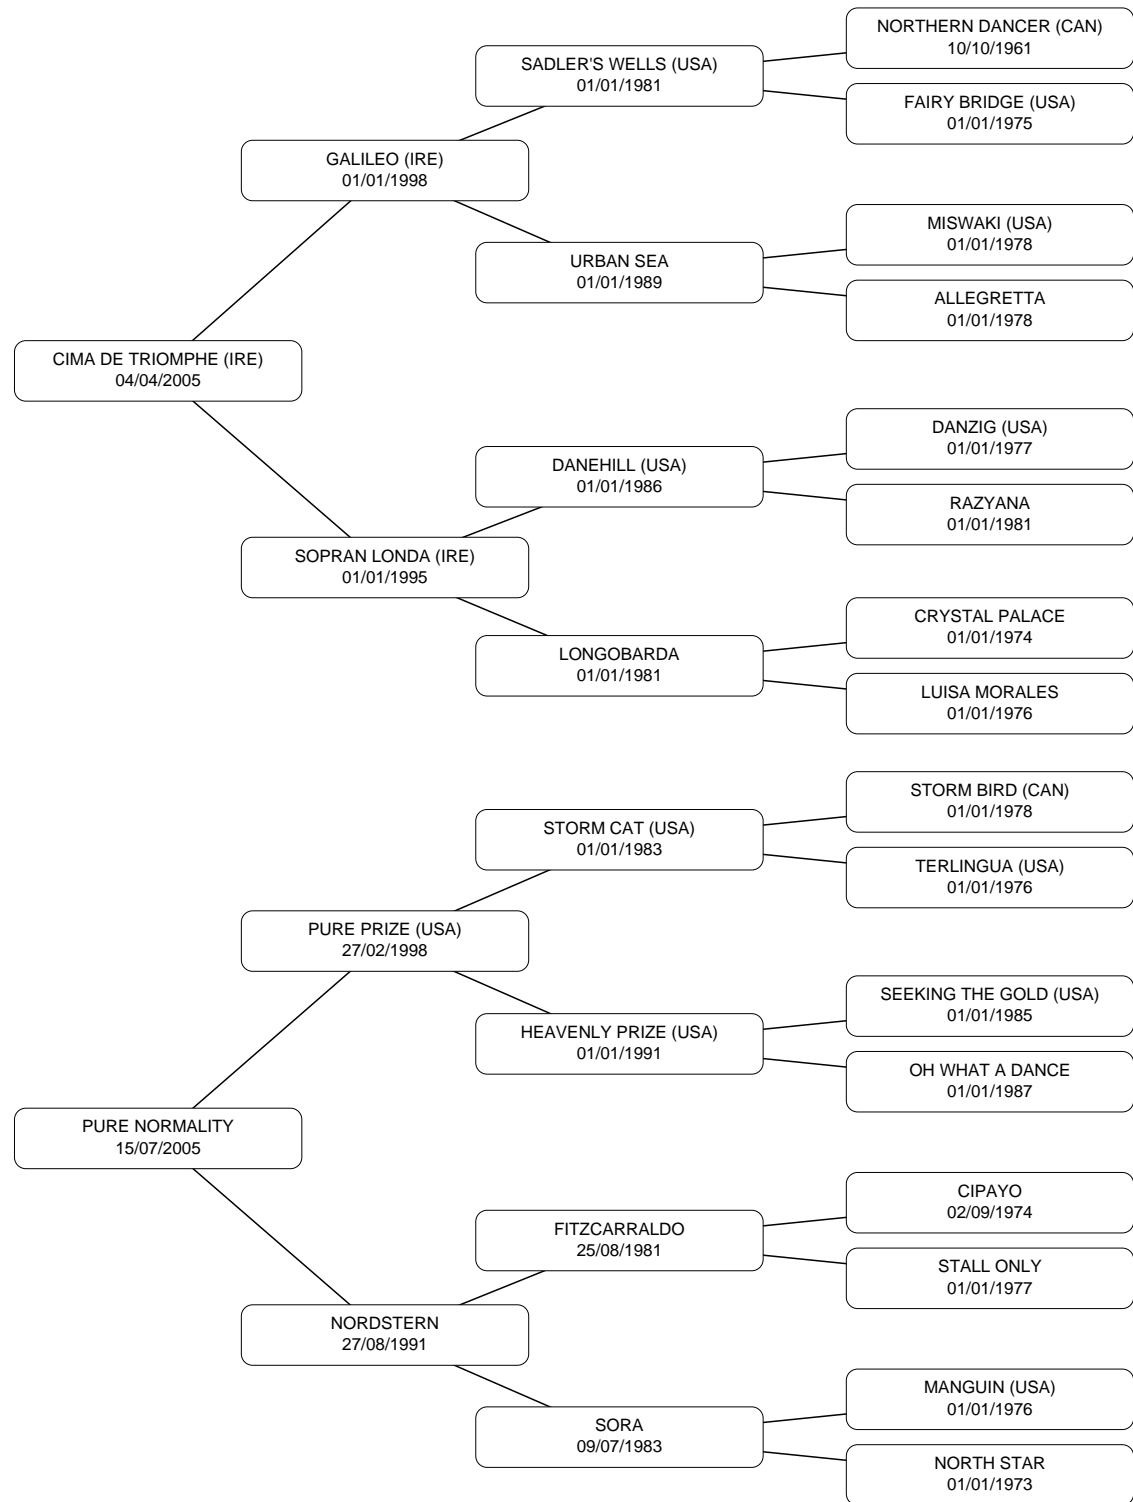 NORTHERN DANCER (CAN)
10/10/1961
SADLER'S WELLS (USA)
01/01/1981
FAIRY BRIDGE (USA)
01/01/1975
GALILEO (IRE)
01/01/1998
MISWAKI (USA)
01/01/1978
URBAN SEA
01/01/1989
ALLEGRETTA
01/01/1978
CIMA DE TRIOMPHE (IRE)
04/04/2005
DANZIG (USA)
01/01/1977
DANEHILL (USA)
01/01/1986
RAZYANA
01/01/1981
SOPRAN LONDA (IRE)
01/01/1995
CRYSTAL PALACE
01/01/1974
LONGOBARDA
01/01/1981
LUISA MORALES
01/01/1976
STORM BIRD (CAN)
01/01/1978
STORM CAT (USA)
01/01/1983
TERLINGUA (USA)
01/01/1976
PURE PRIZE (USA)
27/02/1998
SEEKING THE GOLD (USA)
01/01/1985
HEAVENLY PRIZE (USA)
01/01/1991
OH WHAT A DANCE
01/01/1987
PURE NORMALITY
15/07/2005
CIPAYO
02/09/1974
FITZCARRALDO
25/08/1981
STALL ONLY
01/01/1977
NORDSTERN
27/08/1991
MANGUIN (USA)
01/01/1976
SORA
09/07/1983
NORTH STAR
01/01/1973